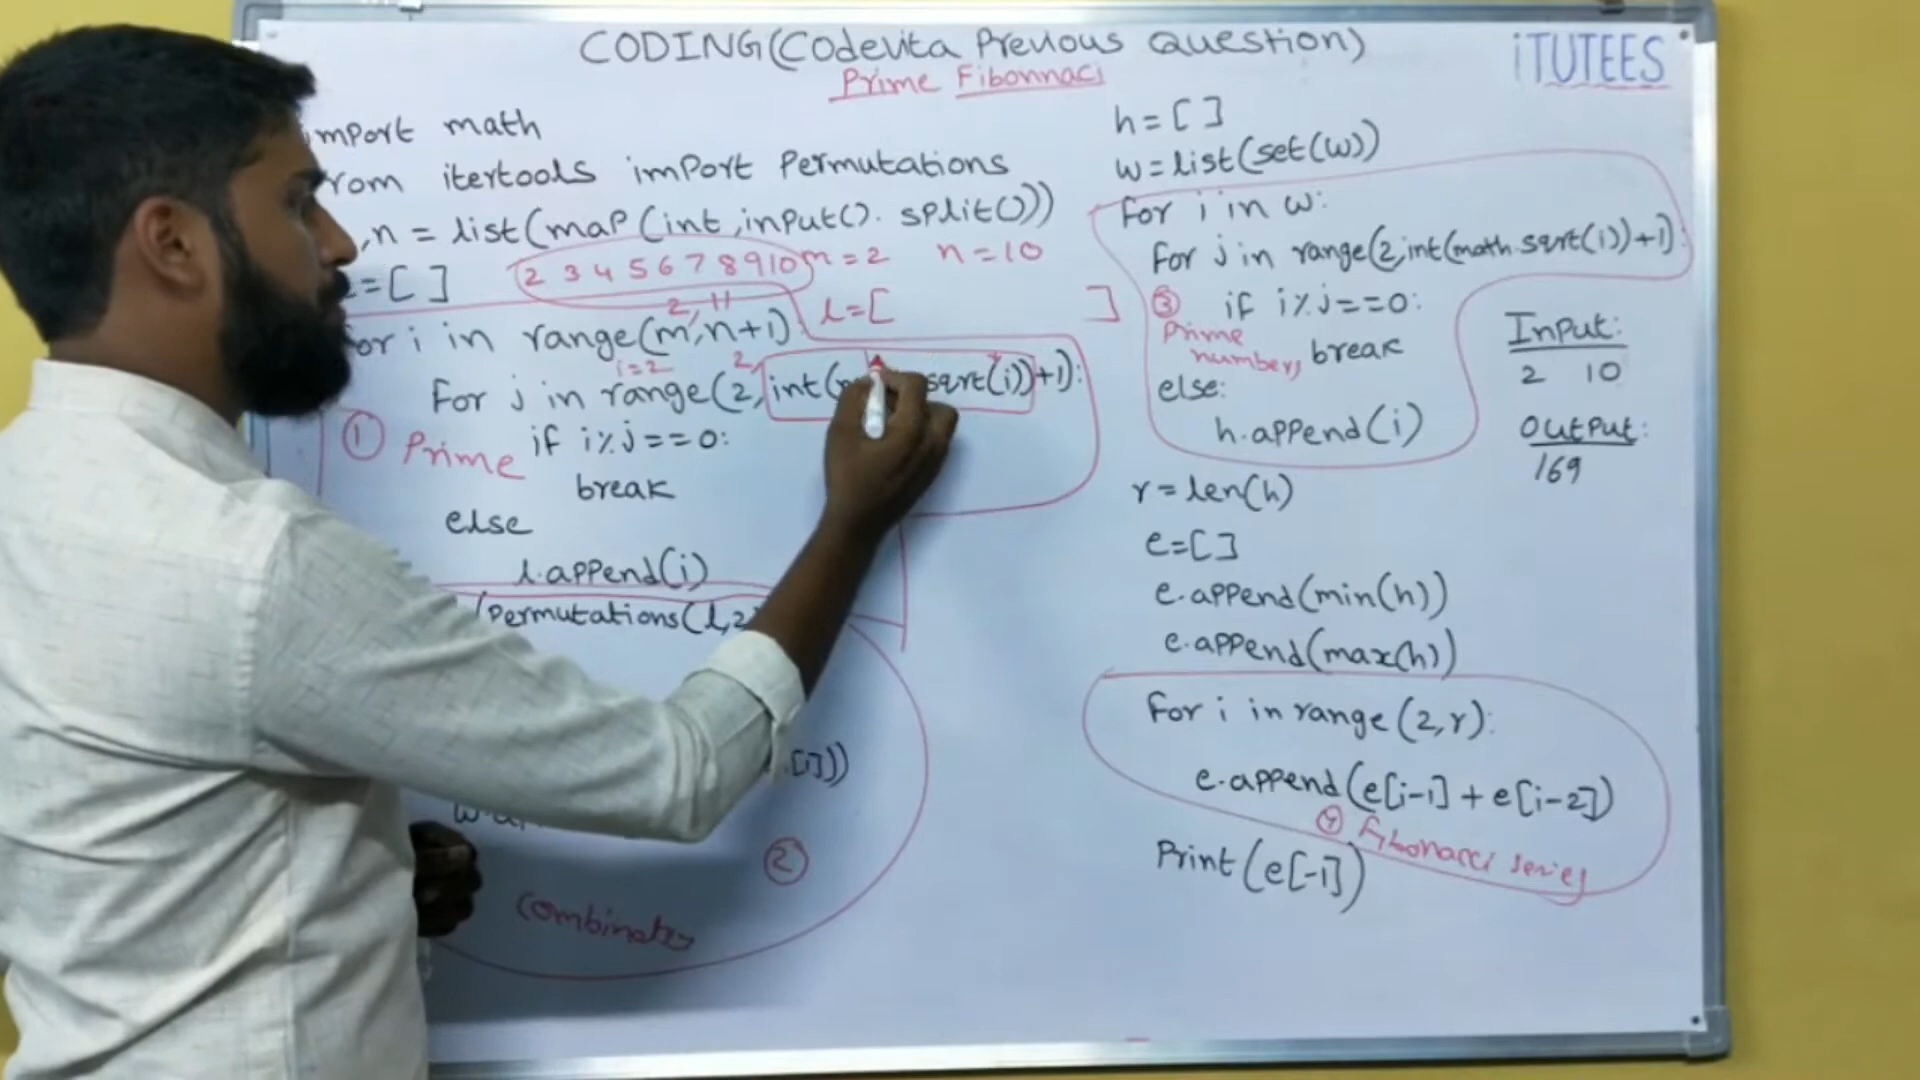 CODING(Codevita Previous Question)
Prime Fibonnaci
iTUTEES
import math
rom itertools import Permutations
,n = list(map(int,input().split()))
=[ ]
2 3 4 5 6 7 8 9 10
m=2 n=10
2, 11
l=[ ]
for i in range(m,n+1):
i=2
2,
For j in range(2,int( sqrt(i))+1):
① Prime
if i%j==0:
break
else
l.append(i)
Permutations(l,2
[i]))
②
Combinates
h=[ ]
w=list(set(w))
For i in w:
For j in range(2,int(math.sqrt(i))+1):
③ if i%j==0:
Prime
numbers
break
else:
h.append(i)
r=len(h)
e=[ ]
e.append(min(h))
e.append(max(h))
For i in range(2,r):
e.append(e[i-1]+e[i-2])
④ Fibonacci series
Print(e[-1])
Input:
2 10
Output:
169